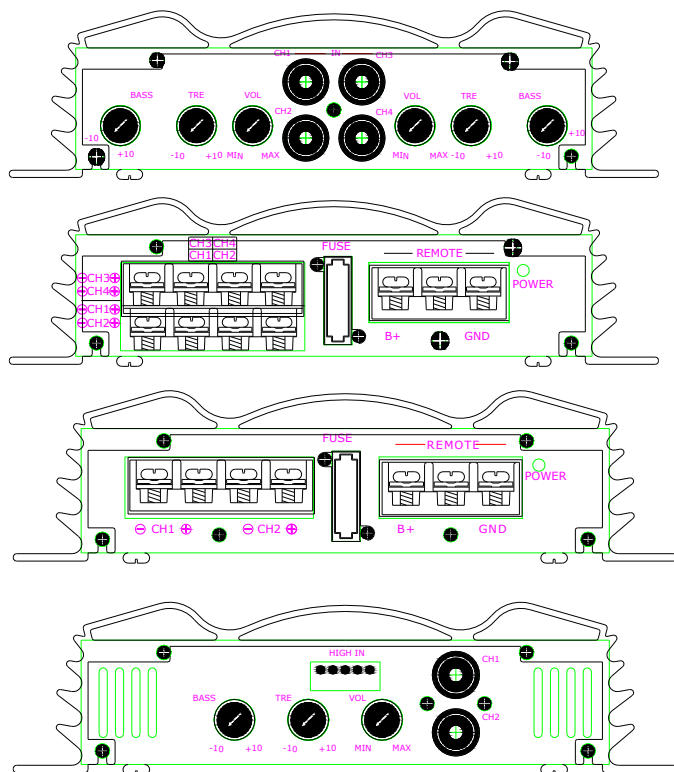 CH1 IN CH3
BASS TRE VOL VOL TRE BASS
CH2 CH4
-10 +10 -10 +10 MIN MAX MIN MAX -10 +10 -10 +10
CH3 CH4
CH1 CH2
FUSE REMOTE
⊖CH3⊕
⊖CH4⊕
⊖CH1⊕
⊖CH2⊕
POWER
B+ GND
FUSE REMOTE
POWER
⊖ CH1 ⊕ ⊖ CH2 ⊕ B+ GND
HIGH IN CH1
BASS TRE VOL
CH2
-10 +10 -10 +10 MIN MAX